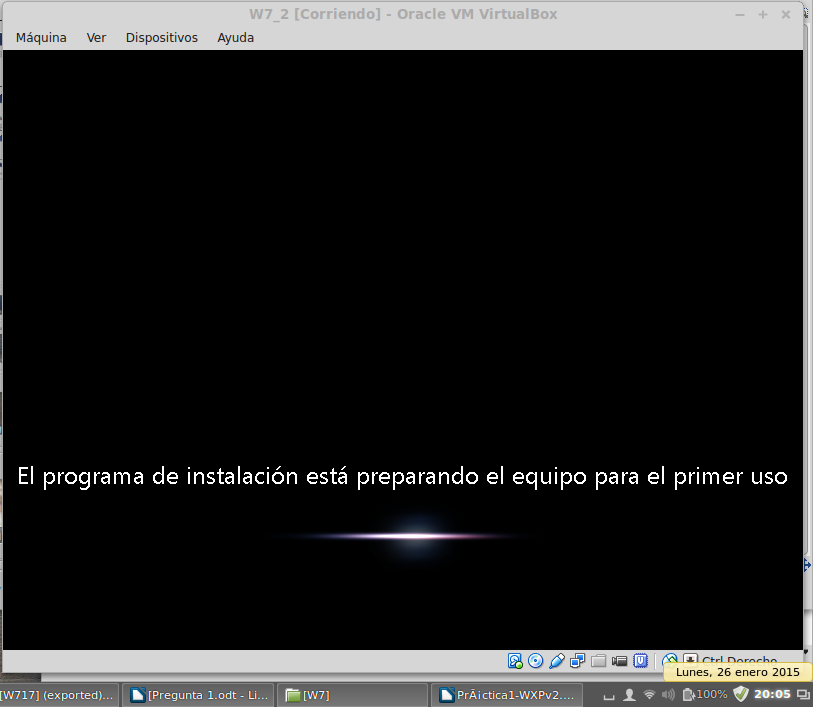 W7_2 [Corriendo] - Oracle VM VirtualBox
Máquina Ver Dispositivos Ayuda
El programa de instalación está preparando el equipo para el primer uso
Ctrl Derecho
Lunes, 26 enero 2015
[W717] (exported)... [Pregunta 1.odt - Li... [W7] PrÃ¡ctica1-WXPv2.... 100% 20:05